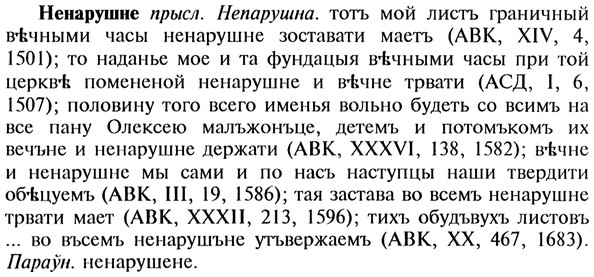 Ненарушне прысл. Непарушна. тотъ мой листъ граничный
вѣчными часы ненарушне зоставати маетъ (АВК, XIV, 4,
1501); то наданье мое и та фундацыя вѣчными часы при той
церквѣ помененой ненарушне и вѣчне трвати (АСД, I, 6,
1507); половину того всего именья вольно будеть со всимъ на
все пану Олексею малъжонъце, детемъ и потомъкомъ их
вечъне и ненарушне держати (АВК, XXXVI, 138, 1582); вѣчне
и ненарушне мы сами и по насъ наступцы наши твердити
обѣцуемъ (АВК, III, 19, 1586); тая застава во всемъ ненарушне
трвати мает (АВК, XXXII, 213, 1596); тихъ обудъвухъ листовъ
... во въсемъ ненарушъне утъвержаемъ (АВК, XX, 467, 1683).
Параўн. ненарушене.